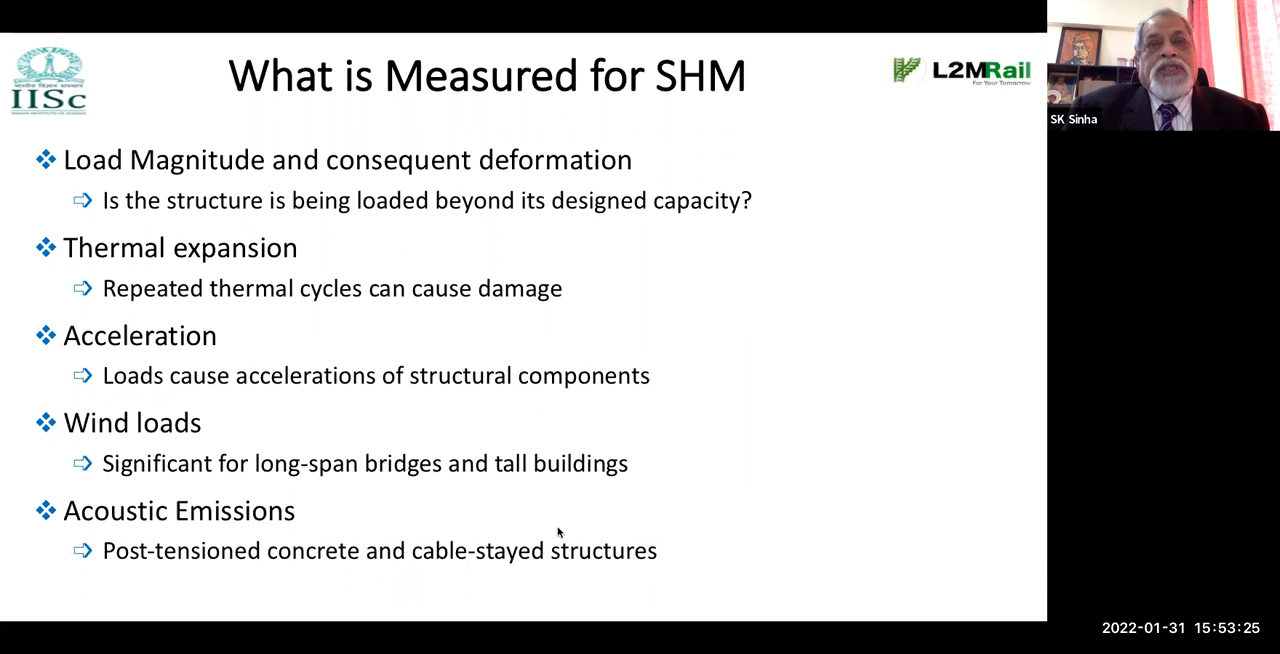 What is Measured for SHM
IISc
L2MRail
For Your Tomorrow
SK Sinha
Load Magnitude and consequent deformation
Is the structure is being loaded beyond its designed capacity?
Thermal expansion
Repeated thermal cycles can cause damage
Acceleration
Loads cause accelerations of structural components
Wind loads
Significant for long-span bridges and tall buildings
Acoustic Emissions
Post-tensioned concrete and cable-stayed structures
2022-01-31 15:53:25